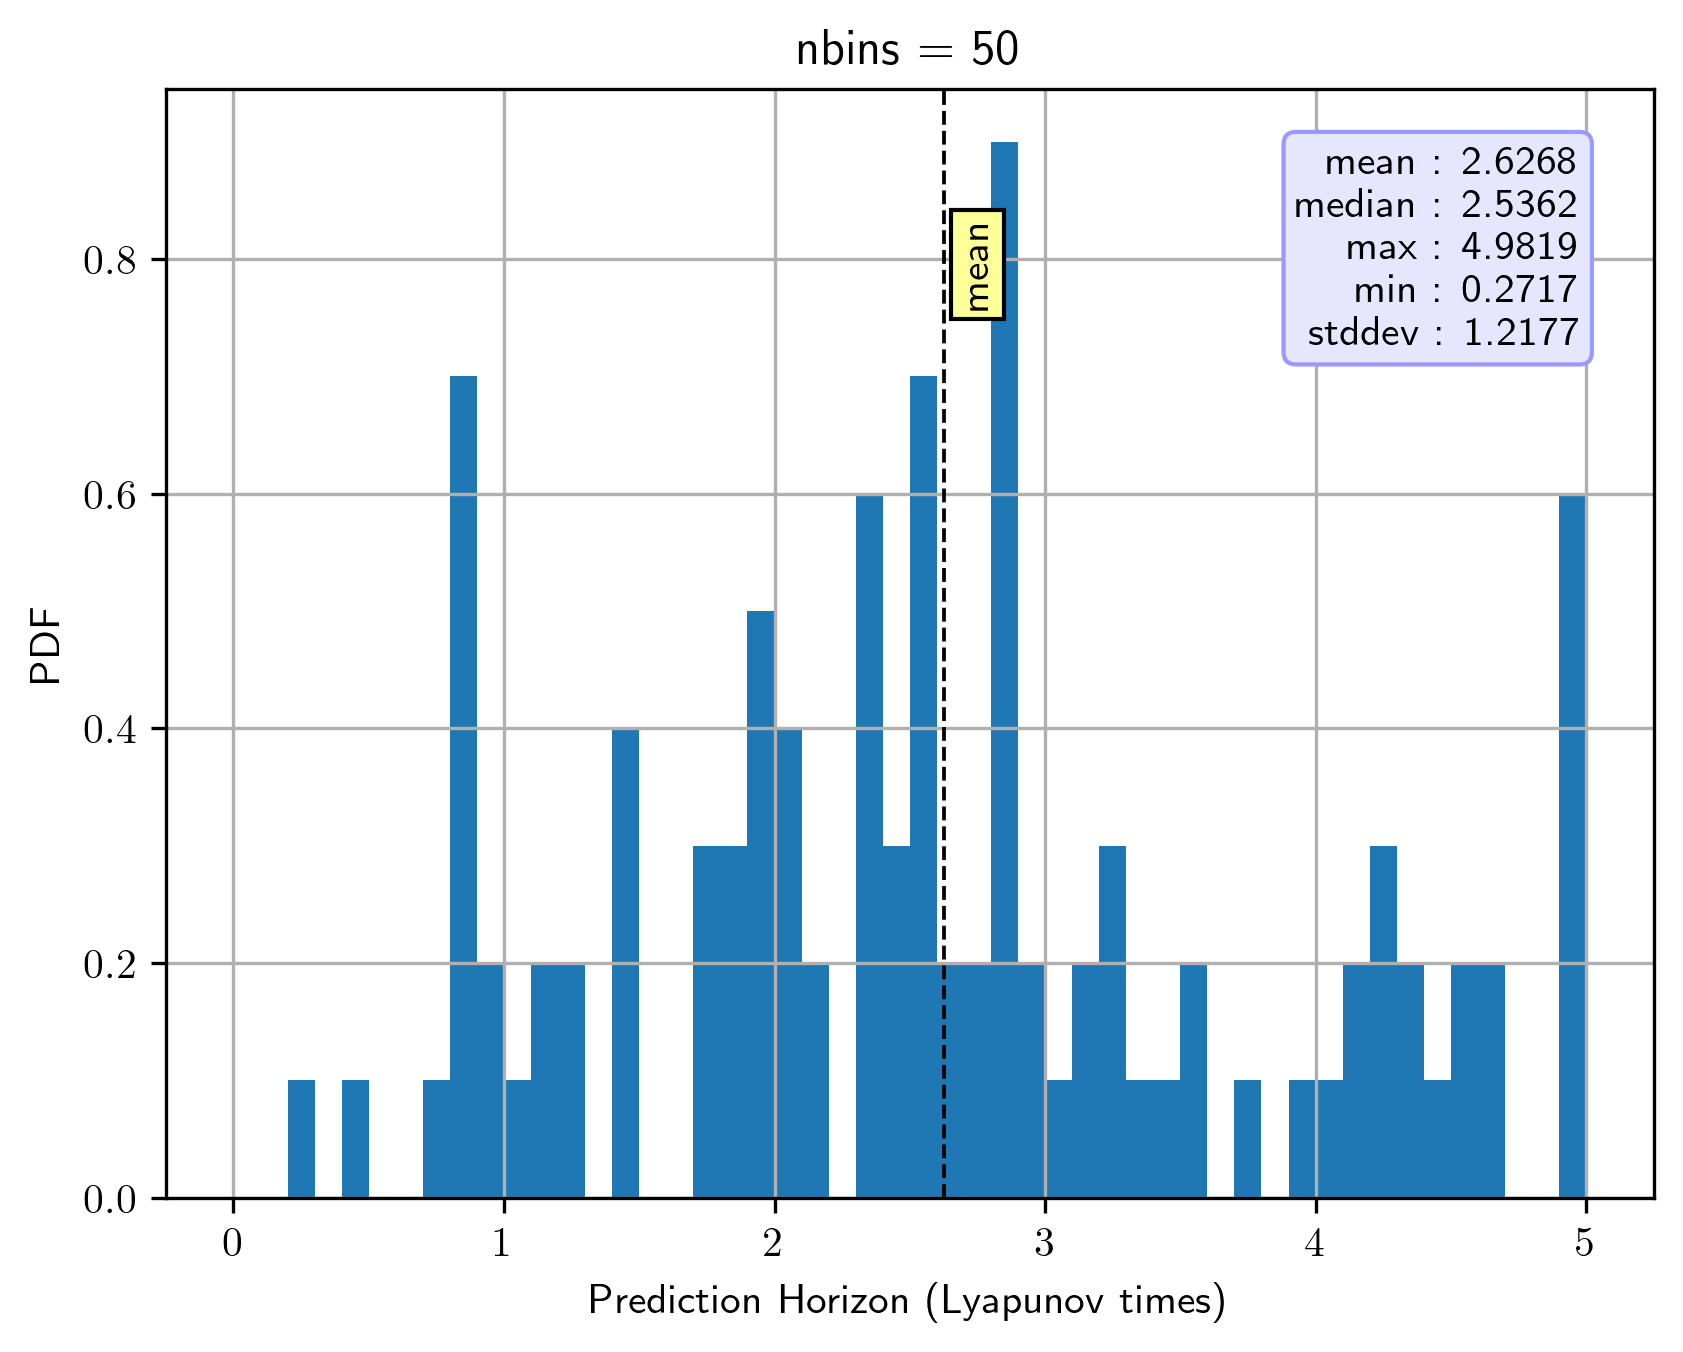 nbins = 50
mean : 2.6268
median : 2.5362
max : 4.9819
min : 0.2717
stddev : 1.2177
mean
PDF
0.8
0.6
0.4
0.2
0.0
0 1 2 3 4 5
Prediction Horizon (Lyapunov times)